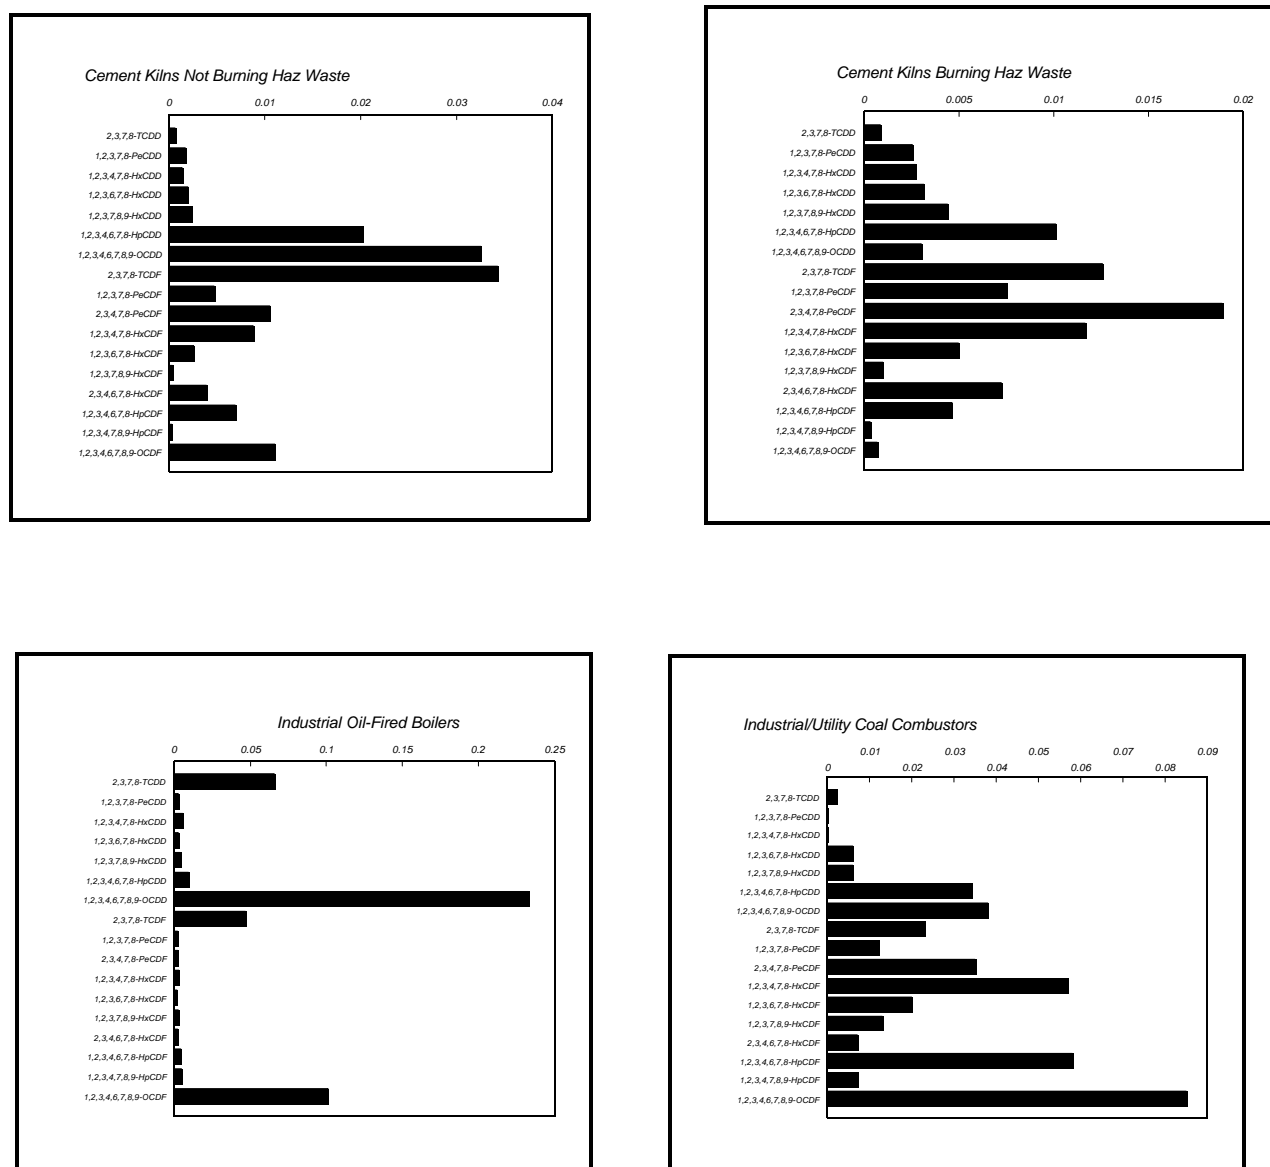 Cement Kilns Not Burning Haz Waste
0 0.01 0.02 0.03 0.04
2,3,7,8-TCDD
1,2,3,7,8-PeCDD
1,2,3,4,7,8-HxCDD
1,2,3,6,7,8-HxCDD
1,2,3,7,8,9-HxCDD
1,2,3,4,6,7,8-HpCDD
1,2,3,4,6,7,8,9-OCDD
2,3,7,8-TCDF
1,2,3,7,8-PeCDF
2,3,4,7,8-PeCDF
1,2,3,4,7,8-HxCDF
1,2,3,6,7,8-HxCDF
1,2,3,7,8,9-HxCDF
2,3,4,6,7,8-HxCDF
1,2,3,4,6,7,8-HpCDF
1,2,3,4,7,8,9-HpCDF
1,2,3,4,6,7,8,9-OCDF
Cement Kilns Burning Haz Waste
0 0.005 0.01 0.015 0.02
2,3,7,8-TCDD
1,2,3,7,8-PeCDD
1,2,3,4,7,8-HxCDD
1,2,3,6,7,8-HxCDD
1,2,3,7,8,9-HxCDD
1,2,3,4,6,7,8-HpCDD
1,2,3,4,6,7,8,9-OCDD
2,3,7,8-TCDF
1,2,3,7,8-PeCDF
2,3,4,7,8-PeCDF
1,2,3,4,7,8-HxCDF
1,2,3,6,7,8-HxCDF
1,2,3,7,8,9-HxCDF
2,3,4,6,7,8-HxCDF
1,2,3,4,6,7,8-HpCDF
1,2,3,4,7,8,9-HpCDF
1,2,3,4,6,7,8,9-OCDF
Industrial Oil-Fired Boilers
0 0.05 0.1 0.15 0.2 0.25
2,3,7,8-TCDD
1,2,3,7,8-PeCDD
1,2,3,4,7,8-HxCDD
1,2,3,6,7,8-HxCDD
1,2,3,7,8,9-HxCDD
1,2,3,4,6,7,8-HpCDD
1,2,3,4,6,7,8,9-OCDD
2,3,7,8-TCDF
1,2,3,7,8-PeCDF
2,3,4,7,8-PeCDF
1,2,3,4,7,8-HxCDF
1,2,3,6,7,8-HxCDF
1,2,3,7,8,9-HxCDF
2,3,4,6,7,8-HxCDF
1,2,3,4,6,7,8-HpCDF
1,2,3,4,7,8,9-HpCDF
1,2,3,4,6,7,8,9-OCDF
Industrial/Utility Coal Combustors
0.01 0.03 0.05 0.07 0.09
0 0.02 0.04 0.06 0.08
2,3,7,8-TCDD
1,2,3,7,8-PeCDD
1,2,3,4,7,8-HxCDD
1,2,3,6,7,8-HxCDD
1,2,3,7,8,9-HxCDD
1,2,3,4,6,7,8-HpCDD
1,2,3,4,6,7,8,9-OCDD
2,3,7,8-TCDF
1,2,3,7,8-PeCDF
2,3,4,7,8-PeCDF
1,2,3,4,7,8-HxCDF
1,2,3,6,7,8-HxCDF
1,2,3,7,8,9-HxCDF
2,3,4,6,7,8-HxCDF
1,2,3,4,6,7,8-HpCDF
1,2,3,4,7,8,9-HpCDF
1,2,3,4,6,7,8,9-OCDF